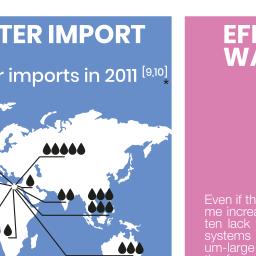 TER IMPORT
r imports in 2011 [9,10]
*
EF
WA
Even if th
me increa
ten lack
systems
um-large